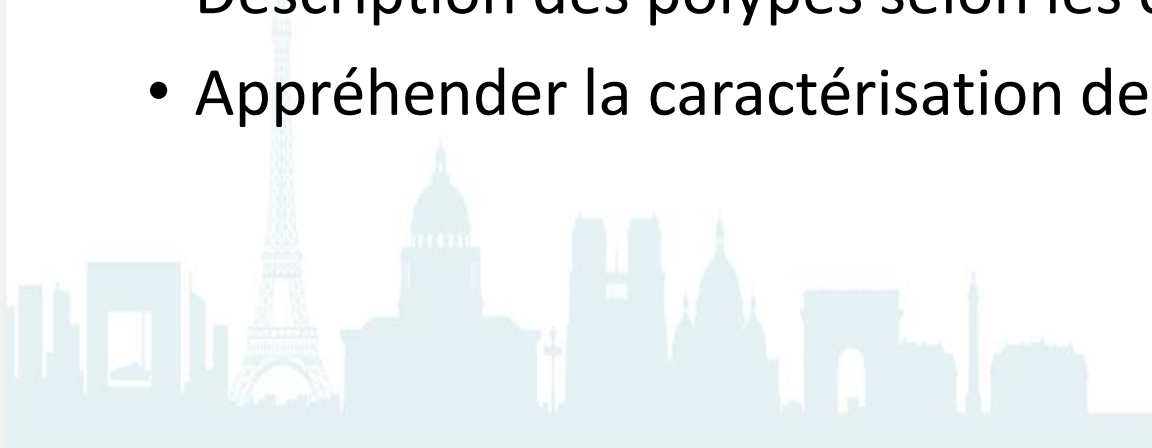 Description des polypes selon les
• Appréhender la caractérisation de